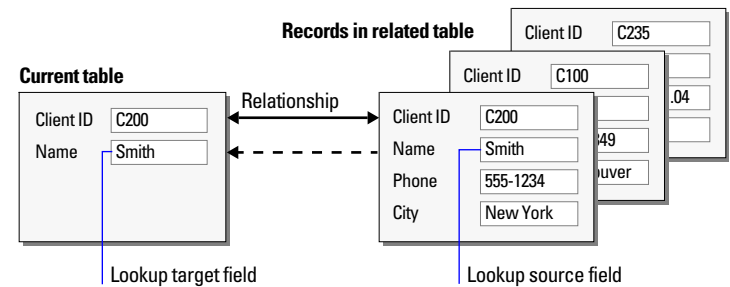 Records in related table
Client ID C235
.04
Client ID C100
349
ouver
Current table
Client ID C200
Name Smith
Relationship
Client ID C200
Name Smith
Phone 555-1234
City New York
Lookup target field
Lookup source field